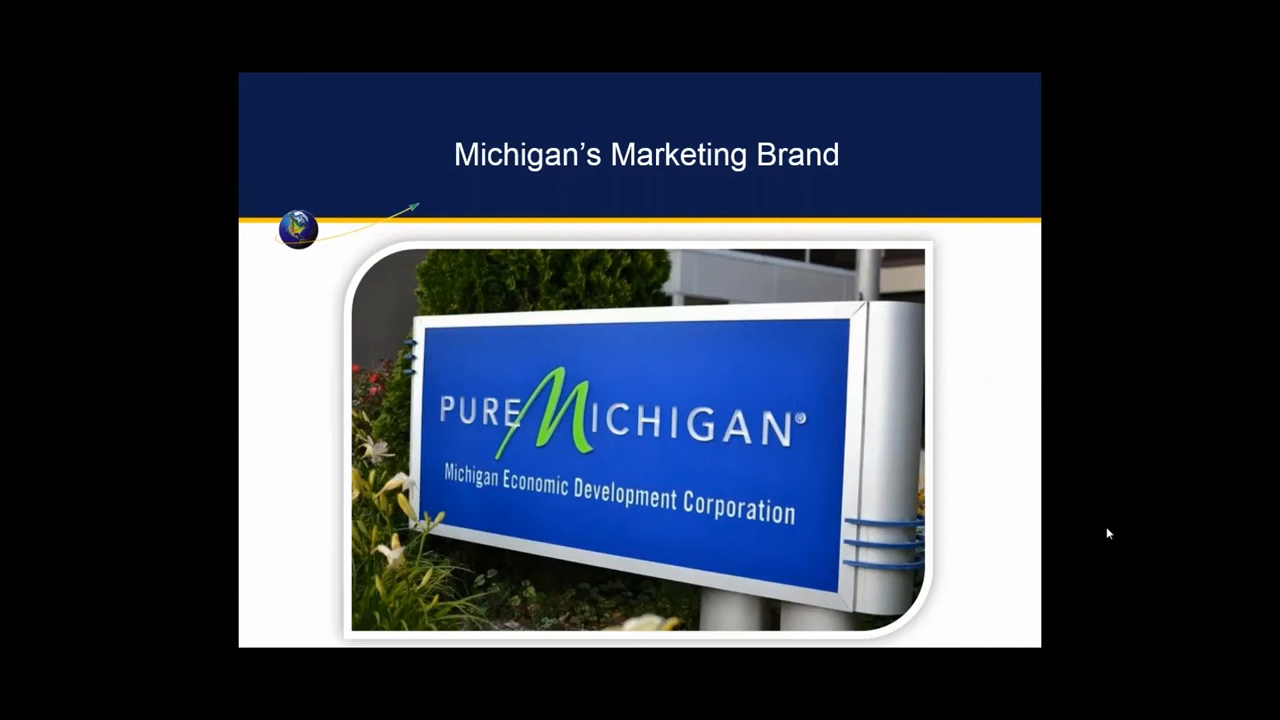 Michigan’s Marketing Brand
PURE MICHIGAN®
Michigan Economic Development Corporation